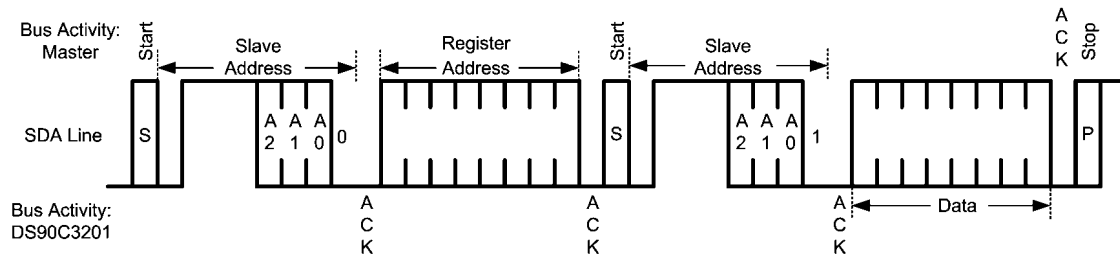 Bus Activity:
Master
Start
Slave
Address
Register
Address
Start
Slave
Address
A
C
K
Stop
SDA Line
S
A
2
A
1
A
0
0
S
A
2
A
1
A
0
1
P
Bus Activity:
DS90C3201
A
C
K
A
C
K
A
C
K
Data